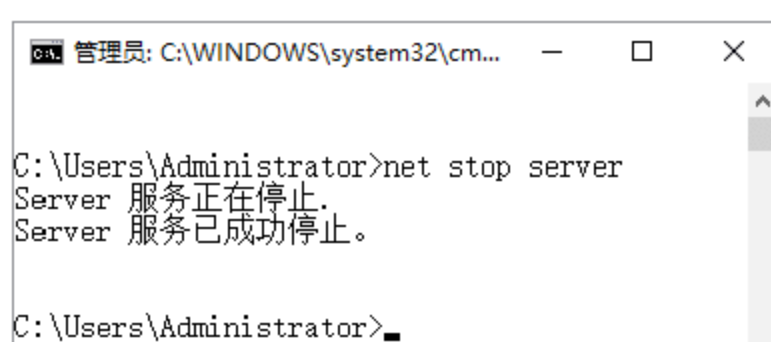 管理员: C:\WINDOWS\system32\cm...
C:\Users\Administrator>net stop server
Server 服务正在停止.
Server 服务已成功停止。
C:\Users\Administrator>